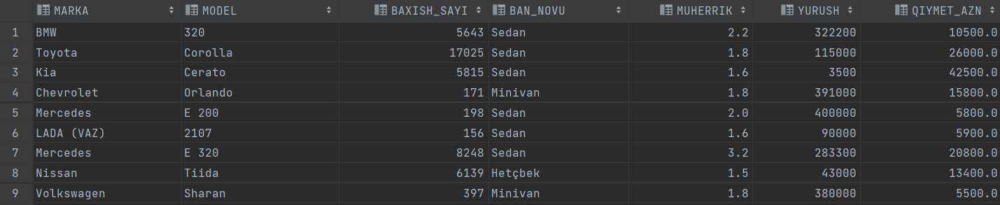 MARKA MODEL BAXISH_SAYI BAN_NOVU MUHERRIK YURUSH QIYMET_AZN
1 BMW 320 5643 Sedan 2.2 322200 10500.0
2 Toyota Corolla 17025 Sedan 1.8 115000 26000.0
3 Kia Cerato 5815 Sedan 1.6 3500 42500.0
4 Chevrolet Orlando 171 Minivan 1.8 391000 15800.0
5 Mercedes E 200 198 Sedan 2.0 400000 5800.0
6 LADA (VAZ) 2107 156 Sedan 1.6 90000 5900.0
7 Mercedes E 320 8248 Sedan 3.2 283300 20800.0
8 Nissan Tiida 6139 Hetçbek 1.5 43000 13400.0
9 Volkswagen Sharan 397 Minivan 1.8 380000 5500.0